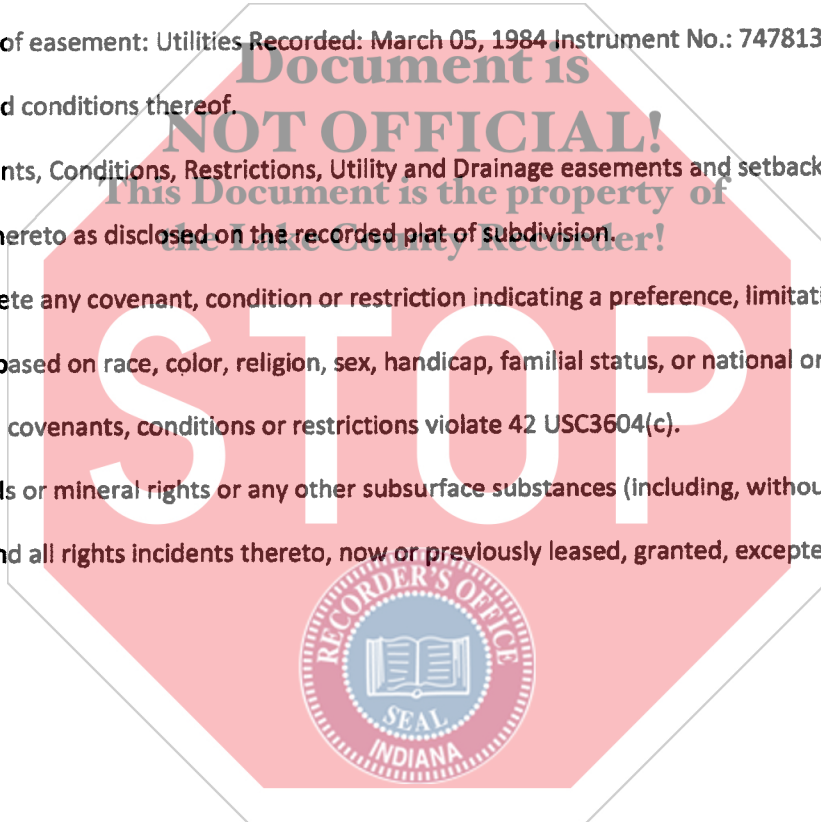 of easement: Utilities Recorded: March 05, 1984 Instrument No.: 747813
Document is
d conditions thereof.
NOT OFFICIAL!
nts, Conditions, Restrictions, Utility and Drainage easements and setback
This Document is the property of
ereto as disclosed on the recorded plat of subdivision.
the Lake County Recorder!
ete any covenant, condition or restriction indicating a preference, limitati
based on race, color, religion, sex, handicap, familial status, or national or
STOP
covenants, conditions or restrictions violate 42 USC3604(c).
ls or mineral rights or any other subsurface substances (including, withou
nd all rights incidents thereto, now or previously leased, granted, excepte
RECORDER'S OFFICE
SEAL
INDIANA